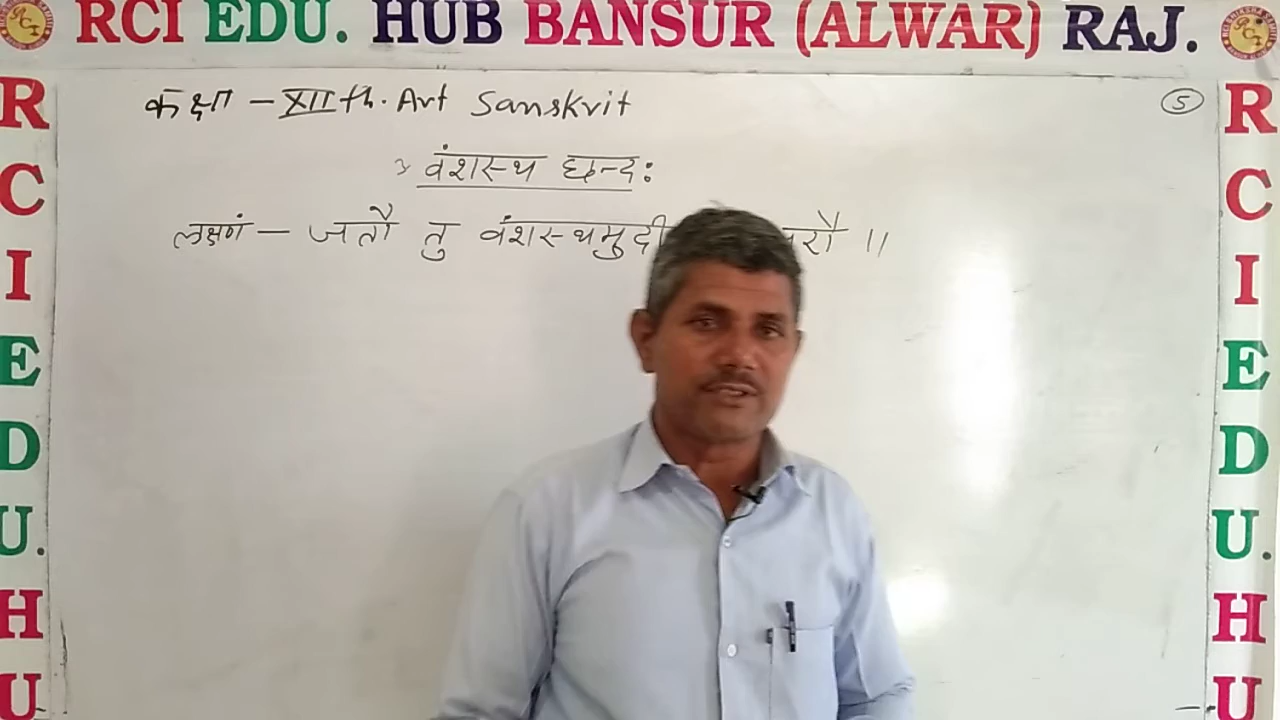 RCI EDU. HUB BANSUR (ALWAR) RAJ.
कक्षा – XIIth. Art Sanskrit
5
वंशस्थ छन्दः
लक्षणं – जतौ तु वंशस्थमुदी रौ ॥
R
C
I
E
D
U.
H
U
R
C
I
E
D
U.
H
U